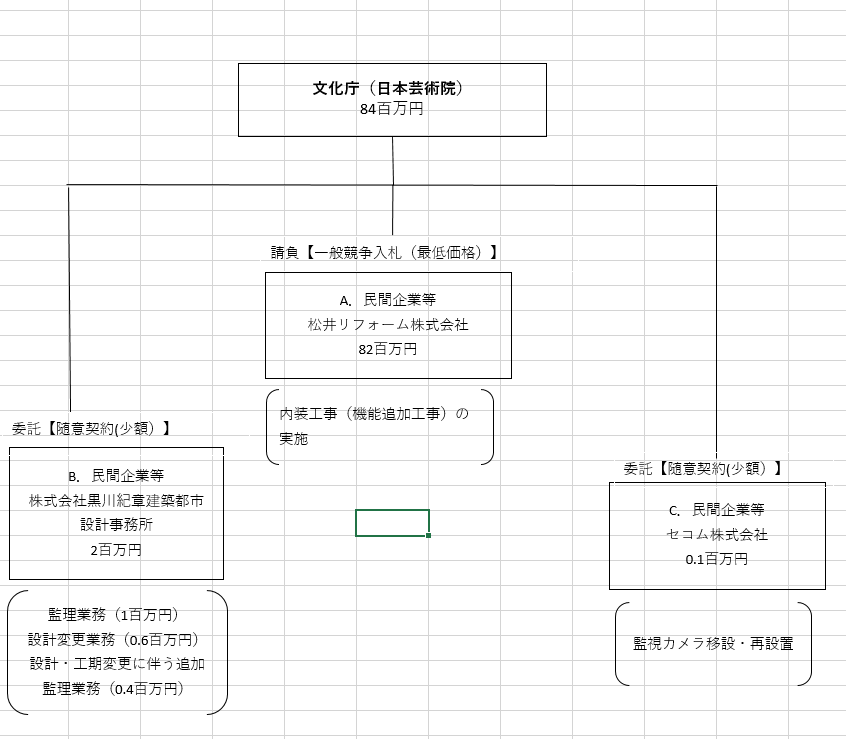 文化庁（日本芸術院）
84百万円
請負【一般競争入札（最低価格）】
A．民間企業等
松井リフォーム株式会社
82百万円
内装工事（機能追加工事）の
実施
委託【随意契約(少額）】
B．民間企業等
株式会社黒川紀章建築都市
設計事務所
2百万円
監理業務（1百万円）
設計変更業務（0.6百万円）
設計・工期変更に伴う追加
監理業務（0.4百万円）
委託【随意契約(少額）】
C．民間企業等
セコム株式会社
0.1百万円
監視カメラ移設・再設置